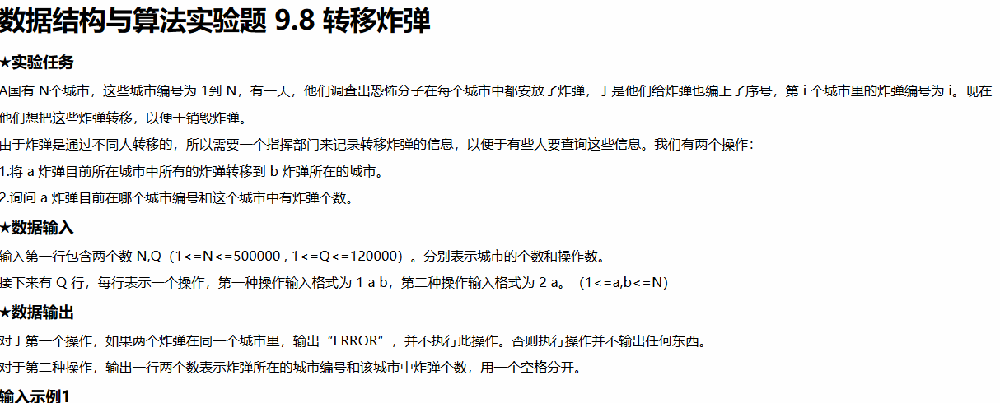 数据结构与算法实验题 9.8 转移炸弹
★实验任务
A国有 N个城市，这些城市编号为 1到 N，有一天，他们调查出恐怖分子在每个城市中都安放了炸弹，于是他们给炸弹也编上了序号，第 i 个城市里的炸弹编号为 i。现在
他们想把这些炸弹转移，以便于销毁炸弹。
由于炸弹是通过不同人转移的，所以需要一个指挥部门来记录转移炸弹的信息，以便于有些人要查询这些信息。我们有两个操作：
1.将 a 炸弹目前所在城市中所有的炸弹转移到 b 炸弹所在的城市。
2.询问 a 炸弹目前在哪个城市编号和这个城市中有炸弹个数。
★数据输入
输入第一行包含两个数 N,Q（1<=N<=500000 , 1<=Q<=120000）。分别表示城市的个数和操作数。
接下来有 Q 行，每行表示一个操作，第一种操作输入格式为 1 a b，第二种操作输入格式为 2 a。（1<=a,b<=N）
★数据输出
对于第一个操作，如果两个炸弹在同一个城市里，输出“ERROR”，并不执行此操作。否则执行操作并不输出任何东西。
对于第二种操作，输出一行两个数表示炸弹所在的城市编号和该城市中炸弹个数，用一个空格分开。
输入示例1